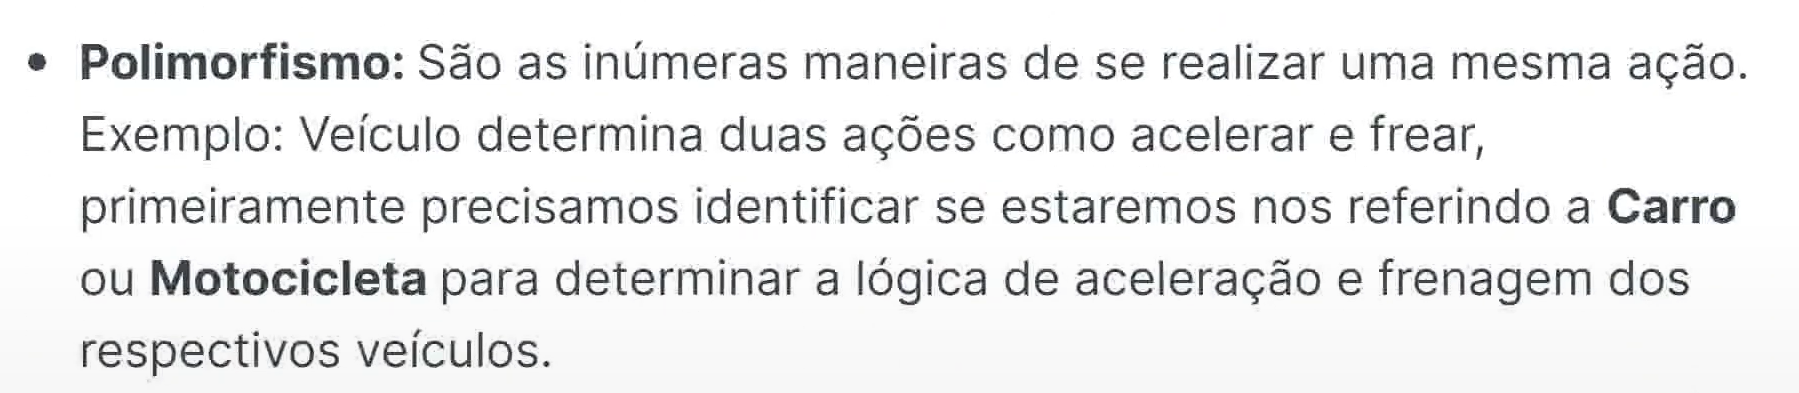 • Polimorfismo: São as inúmeras maneiras de se realizar uma mesma ação.
Exemplo: Veículo determina duas ações como acelerar e frear,
primeiramente precisamos identificar se estaremos nos referindo a Carro
ou Motocicleta para determinar a lógica de aceleração e frenagem dos
respectivos veículos.